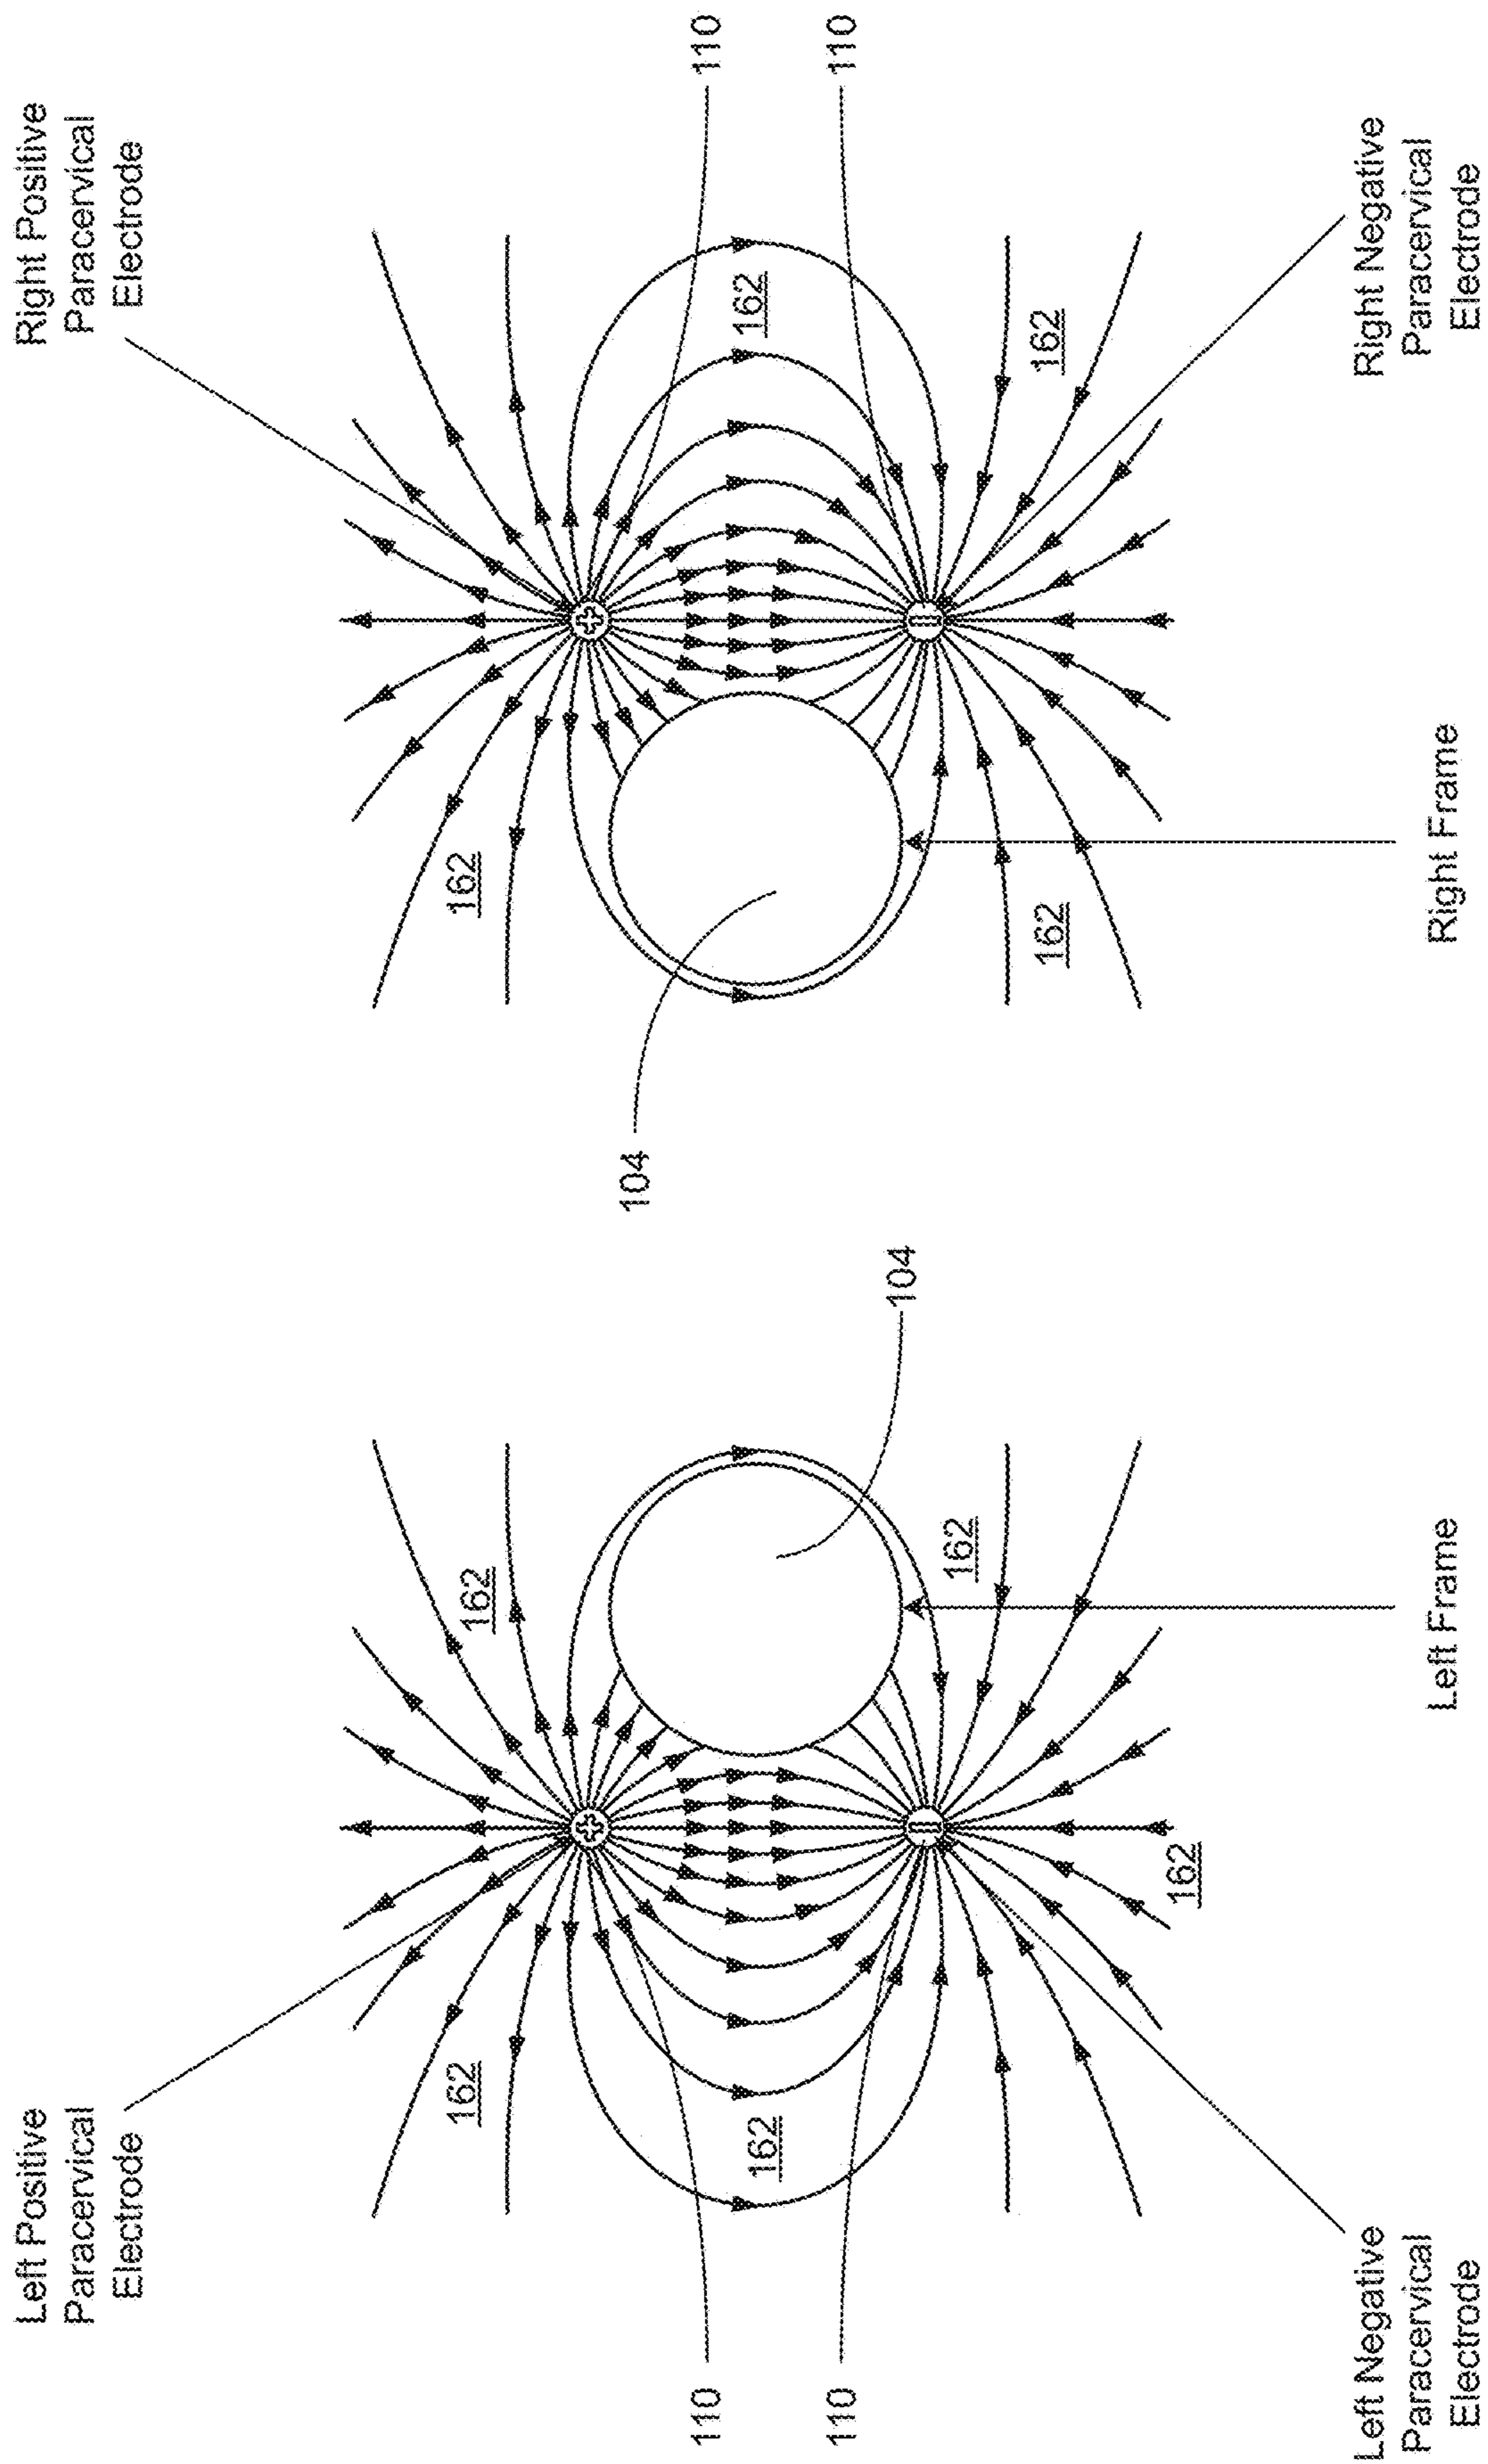 Left Positive
Paracervical
Electrode
Right Positive
Paracervical
Electrode
162
162
162
104
110
110
162
162
110
110
104
162
162
162
162
Left Negative
Paracervical
Electrode
Left Frame
Right Frame
Right Negative
Paracervical
Electrode